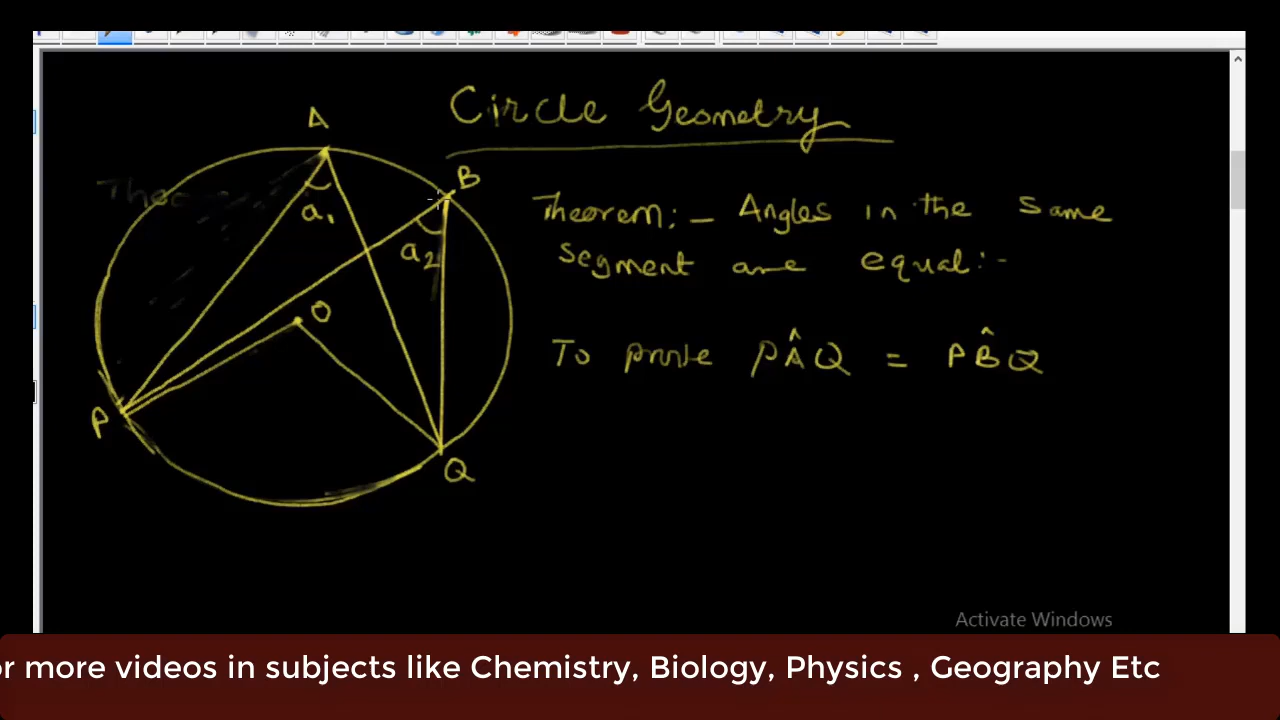 Circle Geometry
A
B
Theorem:- Angles in the same
a1
segment are equal:-
a2
O
To prove PÂQ = PB̂Q
P
Q
Activate Windows
or more videos in subjects like Chemistry, Biology, Physics , Geography Etc